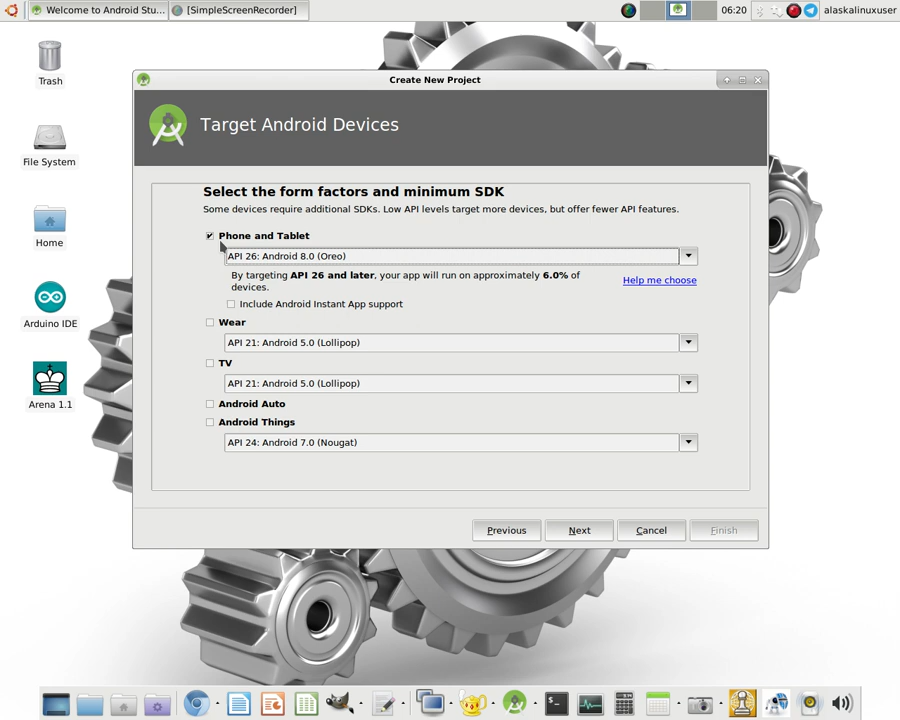 Welcome to Android Stu...
[SimpleScreenRecorder]
06:20
alaskalinuxuser
Trash
File System
Home
Arduino IDE
Arena 1.1
Create New Project
Target Android Devices
Select the form factors and minimum SDK
Some devices require additional SDKs. Low API levels target more devices, but offer fewer API features.
Phone and Tablet
API 26: Android 8.0 (Oreo)
By targeting API 26 and later, your app will run on approximately 6.0% of
devices.
Help me choose
Include Android Instant App support
Wear
API 21: Android 5.0 (Lollipop)
TV
API 21: Android 5.0 (Lollipop)
Android Auto
Android Things
API 24: Android 7.0 (Nougat)
Previous
Next
Cancel
Finish